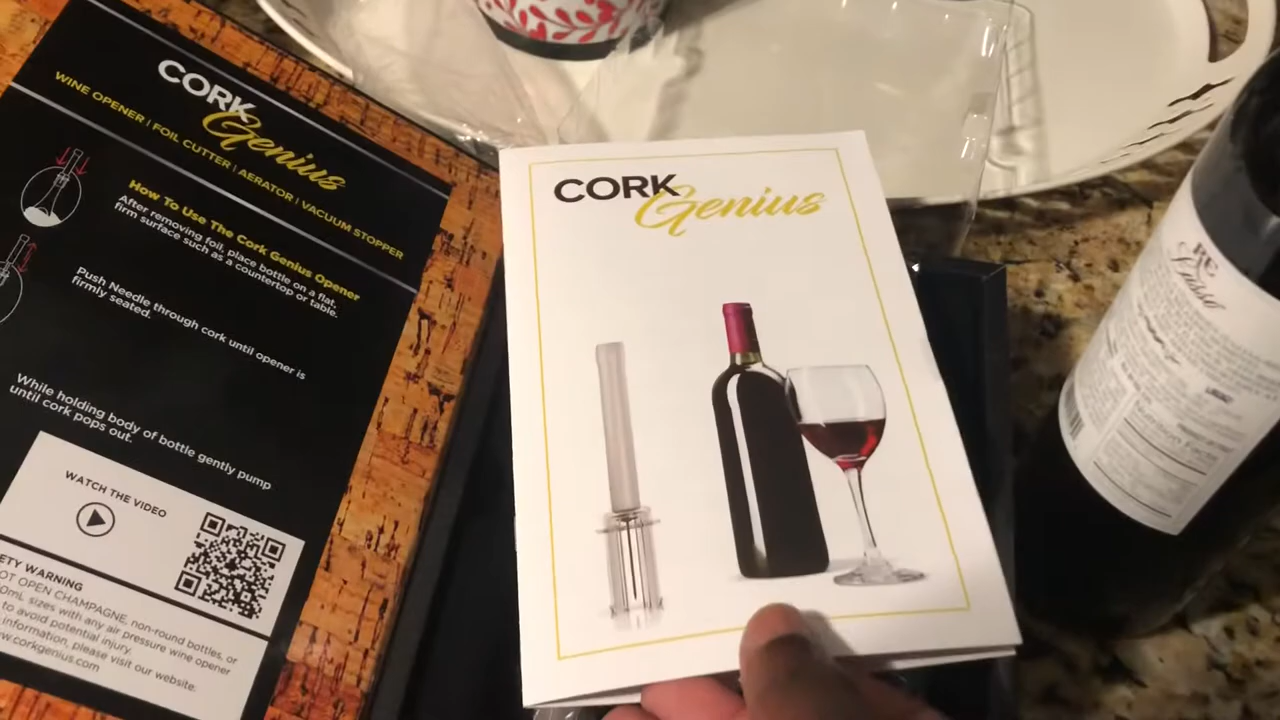 CORK
Genius
WINE OPENER | FOIL CUTTER | AERATOR | VACUUM STOPPER
How To Use The Cork Genius Opener
After removing foil, place bottle on a flat,
firm surface such as a countertop or table.
Push Needle through cork until opener is
firmly seated.
While holding body of bottle gently pump
until cork pops out.
WATCH THE VIDEO
ETY WARNING
OT OPEN CHAMPAGNE, non-round bottles, or
0mL sizes with any air pressure wine opener
to avoid potential injury.
information, please visit our website:
w.corkgenius.com
CORK
Genius